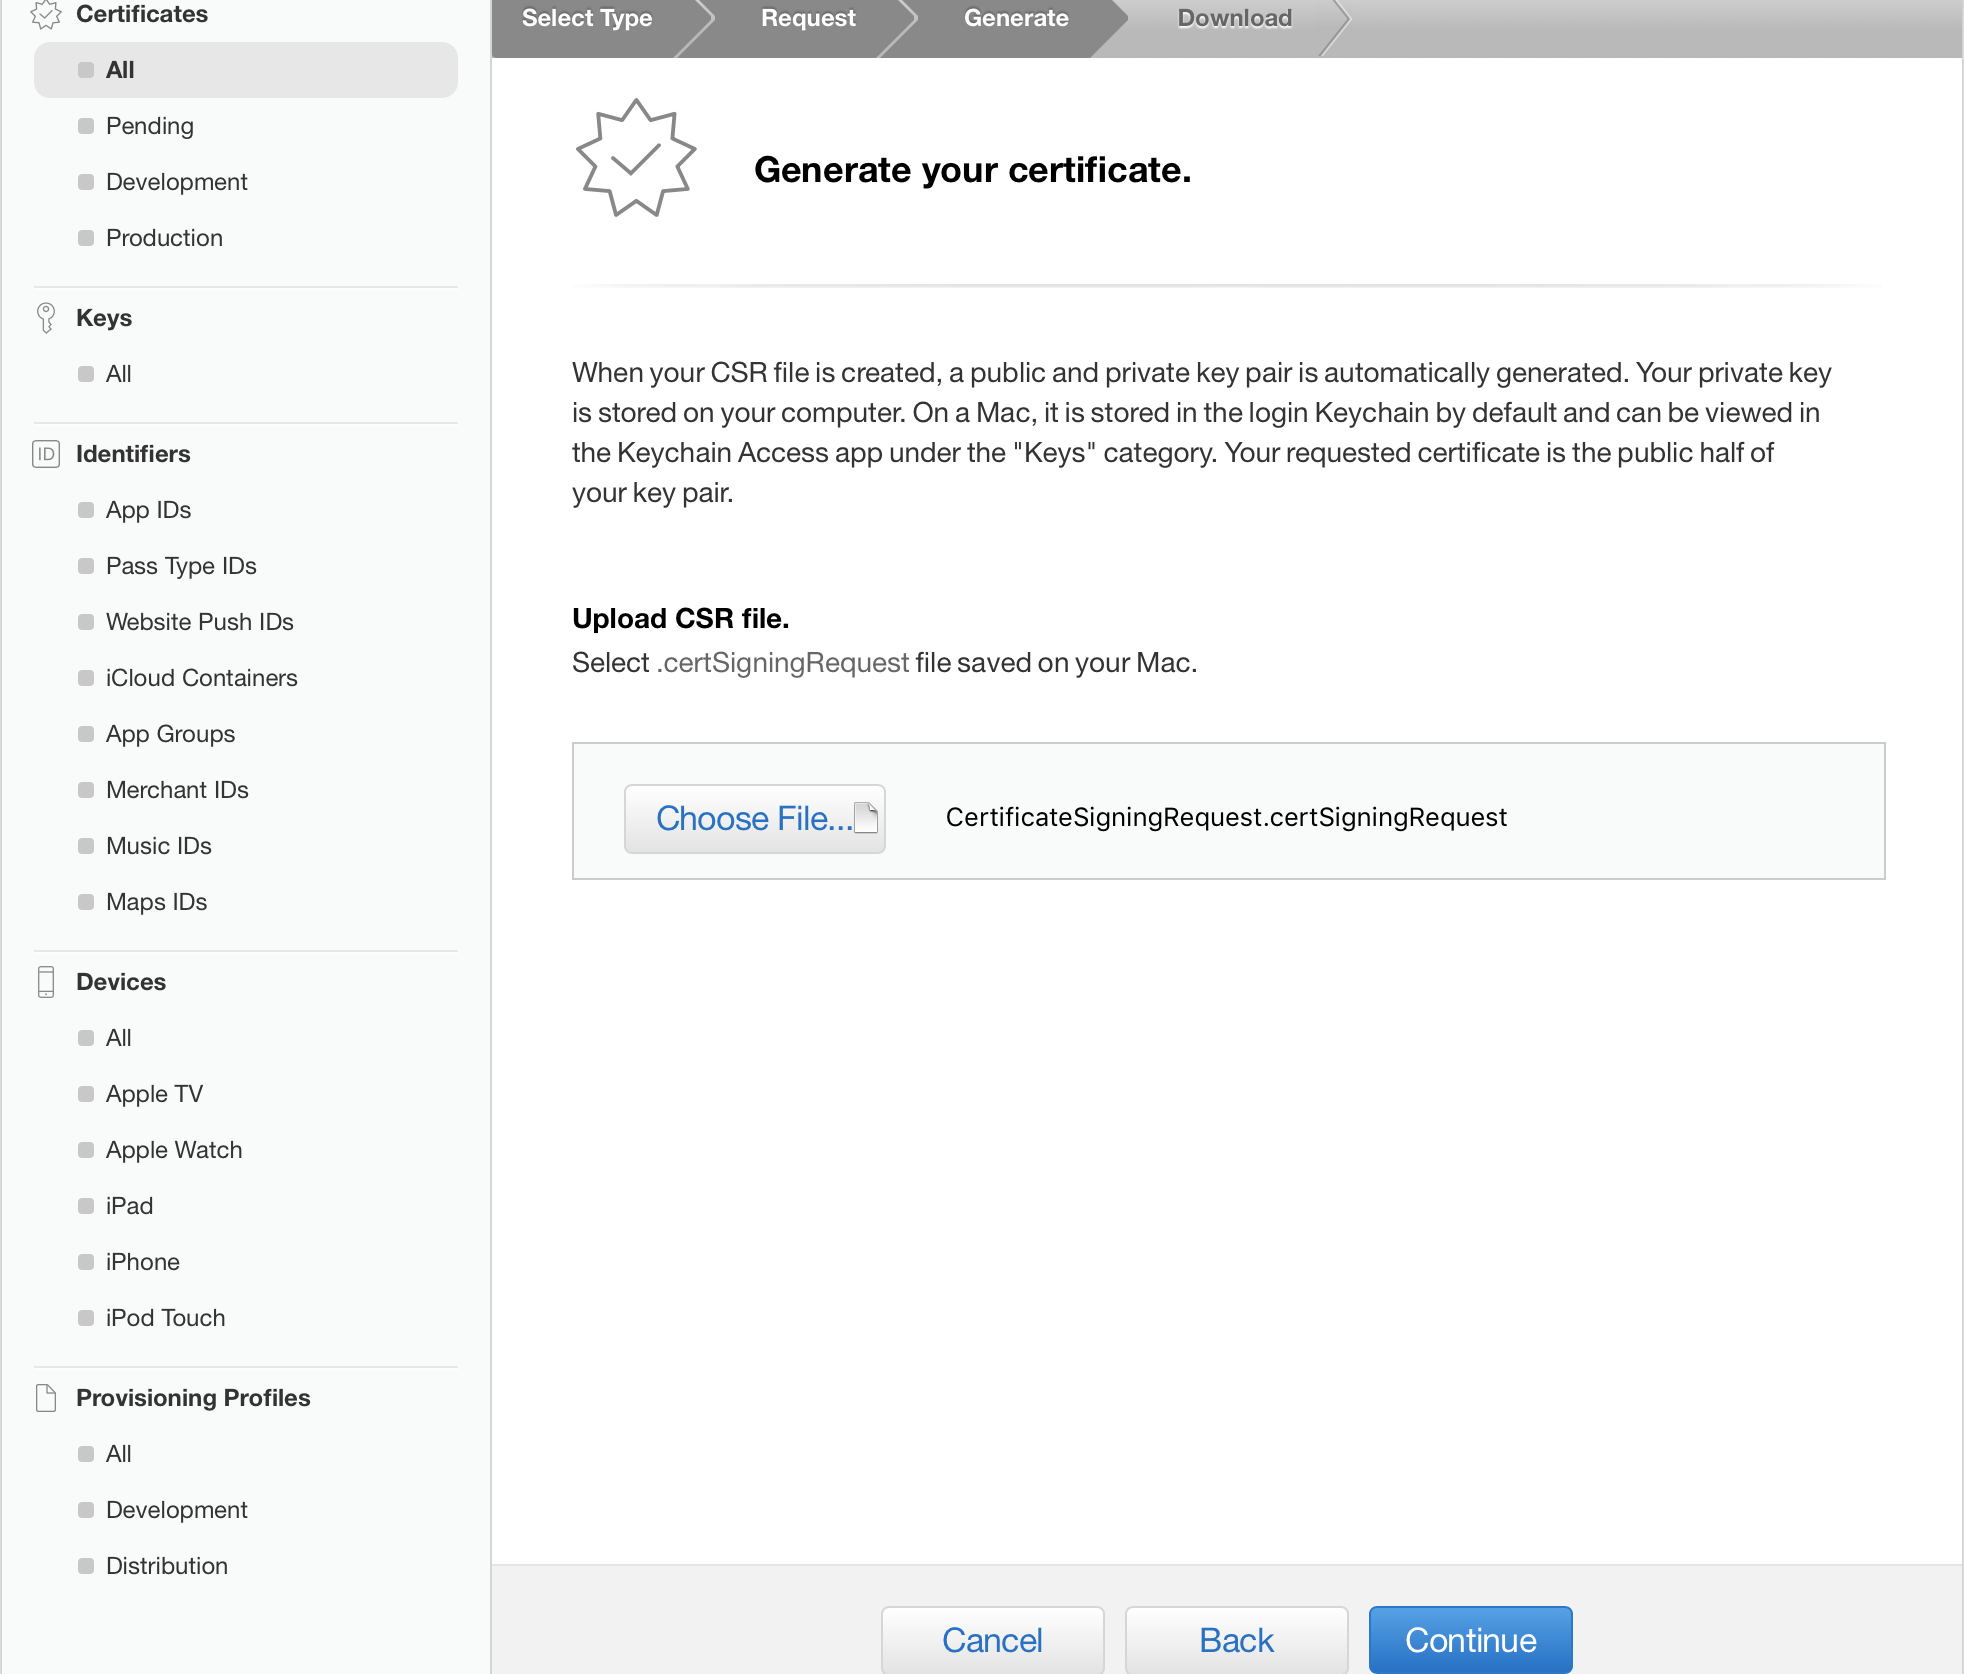 Certificates
All
Pending
Development
Production
Keys
All
ID
Identifiers
App IDs
Pass Type IDs
Website Push IDs
iCloud Containers
App Groups
Merchant IDs
Music IDs
Maps IDs
Devices
All
Apple TV
Apple Watch
iPad
iPhone
iPod Touch
Provisioning Profiles
All
Development
Distribution
Select Type
Request
Generate
Download
Generate your certificate.
When your CSR file is created, a public and private key pair is automatically generated. Your private key
is stored on your computer. On a Mac, it is stored in the login Keychain by default and can be viewed in
the Keychain Access app under the "Keys" category. Your requested certificate is the public half of
your key pair.
Upload CSR file.
Select .certSigningRequest file saved on your Mac.
Choose File...
CertificateSigningRequest.certSigningRequest
Cancel
Back
Continue